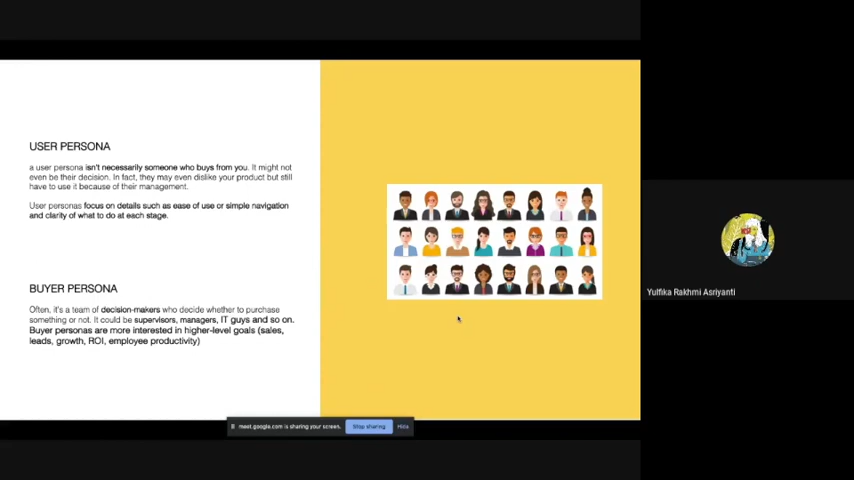 USER PERSONA
a user persona isn't necessarily someone who buys from you. It might not
even be their decision. In fact, they may even dislike your product but still
have to use it because of their management.
User personas focus on details such as ease of use or simple navigation
and clarity of what to do at each stage.
BUYER PERSONA
Often, it's a team of decision-makers who decide whether to purchase
something or not. It could be supervisors, managers, IT guys and so on.
Buyer personas are more interested in higher-level goals (sales,
leads, growth, ROI, employee productivity)
Yulfika Rakhmi Asriyanti
meet.google.com is sharing your screen.
Stop sharing
Hide